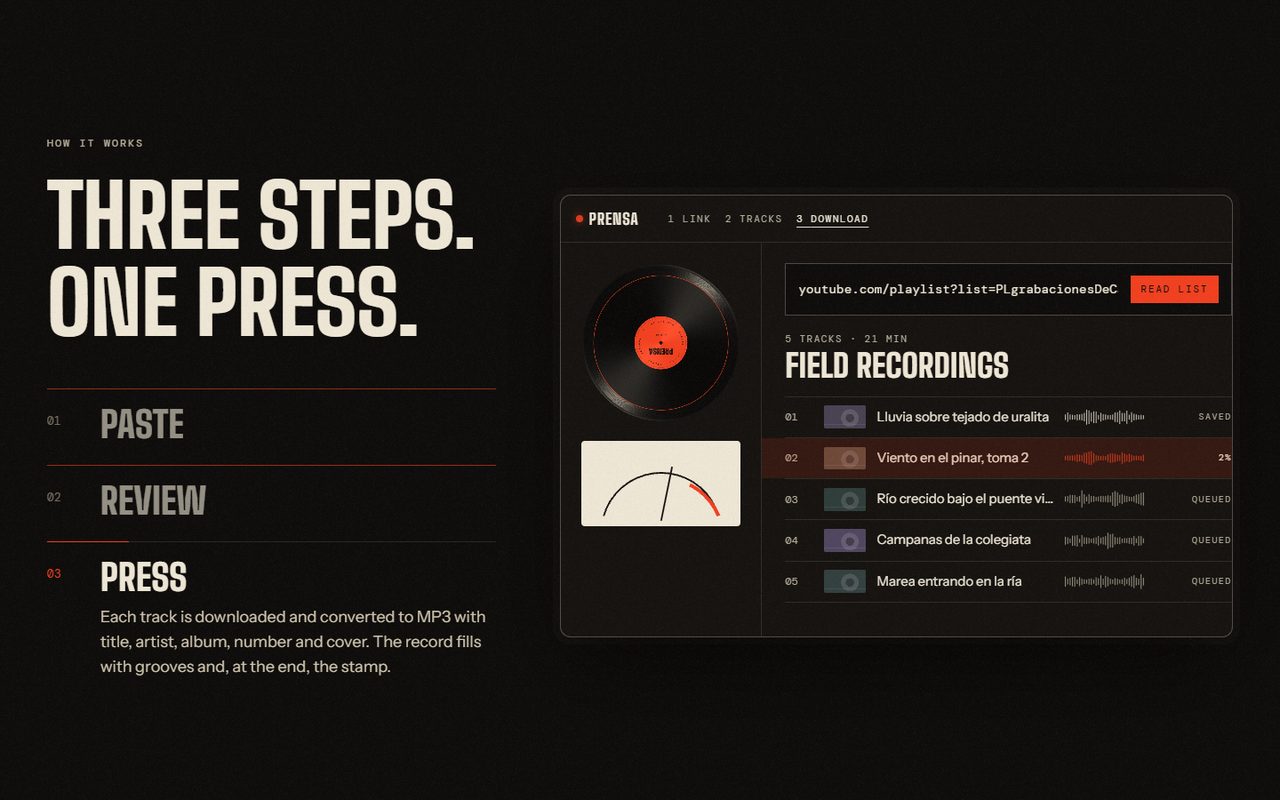 HOW IT WORKS
THREE STEPS.
ONE PRESS.
01 PASTE
02 REVIEW
03 PRESS
Each track is downloaded and converted to MP3 with
title, artist, album, number and cover. The record fills
with grooves and, at the end, the stamp.
PRENSA 1 LINK 2 TRACKS 3 DOWNLOAD
PRENSA
youtube.com/playlist?list=PLgrabacionesDeC READ LIST
5 TRACKS · 21 MIN
FIELD RECORDINGS
01 Lluvia sobre tejado de uralita SAVED
02 Viento en el pinar, toma 2 2%
03 Río crecido bajo el puente vi... QUEUED
04 Campanas de la colegiata QUEUED
05 Marea entrando en la ría QUEUED